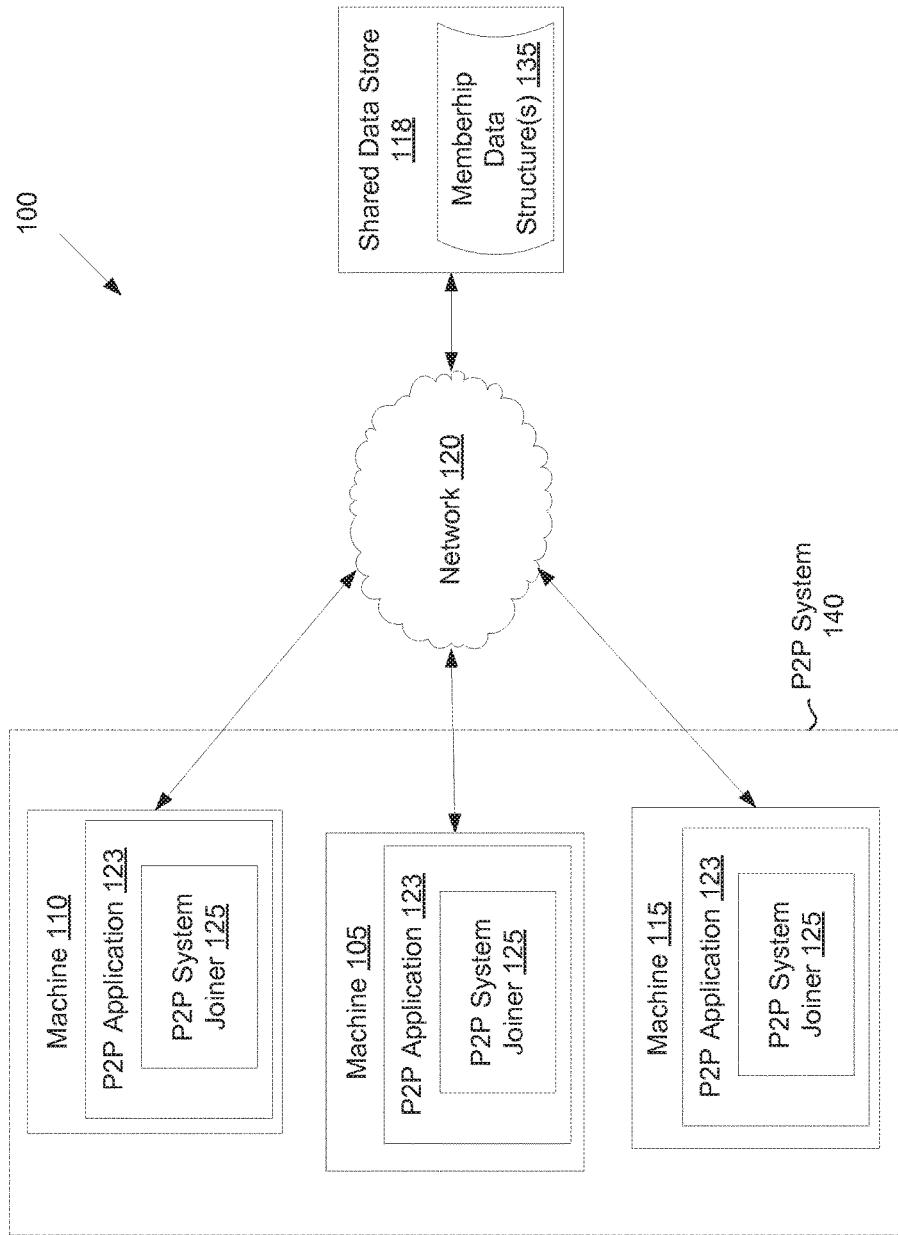 100
Machine 110
P2P Application 123
P2P System
Joiner 125
Machine 105
P2P Application 123
P2P System
Joiner 125
Machine 115
P2P Application 123
P2P System
Joiner 125
P2P System
140
Network 120
Shared Data Store
118
Memberhip
Data
Structure(s) 135